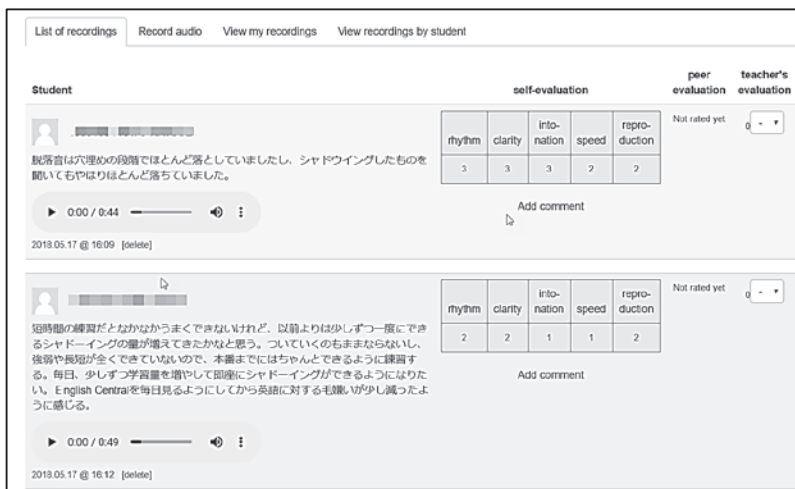 List of recordings Record audio View my recordings View recordings by student
Student self-evaluation peer evaluation teacher's evaluation
rhythm clarity into-nation speed repro-duction
3 3 3 2 2
Not rated yet 0 -
脱落音は穴埋めの段階でほとんど落としていましたし、シャドウイングしたものを
聞いてもやはりほとんど落ちていました。
Add comment
0:00 / 0:44
2018.05.17 @ 16:09 [delete]
rhythm clarity into-nation speed repro-duction
2 2 1 1 2
Not rated yet 0 -
短時間の練習だとなかなかうまくできないけれど、以前よりは少しずつ一度にでき
るシャドーイングの量が増えてきたかなと思う。ついていくのもままならないし、
強弱や長短が全くできていないので、本番までにはちゃんとできるように練習す
る。毎日、少しずつ学習量を増やして即座にシャドーイングができるようになりた
い。English Centralを毎日見るようにしてから英語に対する毛嫌いが少し減ったよ
うに感じる。
Add comment
0:00 / 0:49
2018.05.17 @ 16:12 [delete]